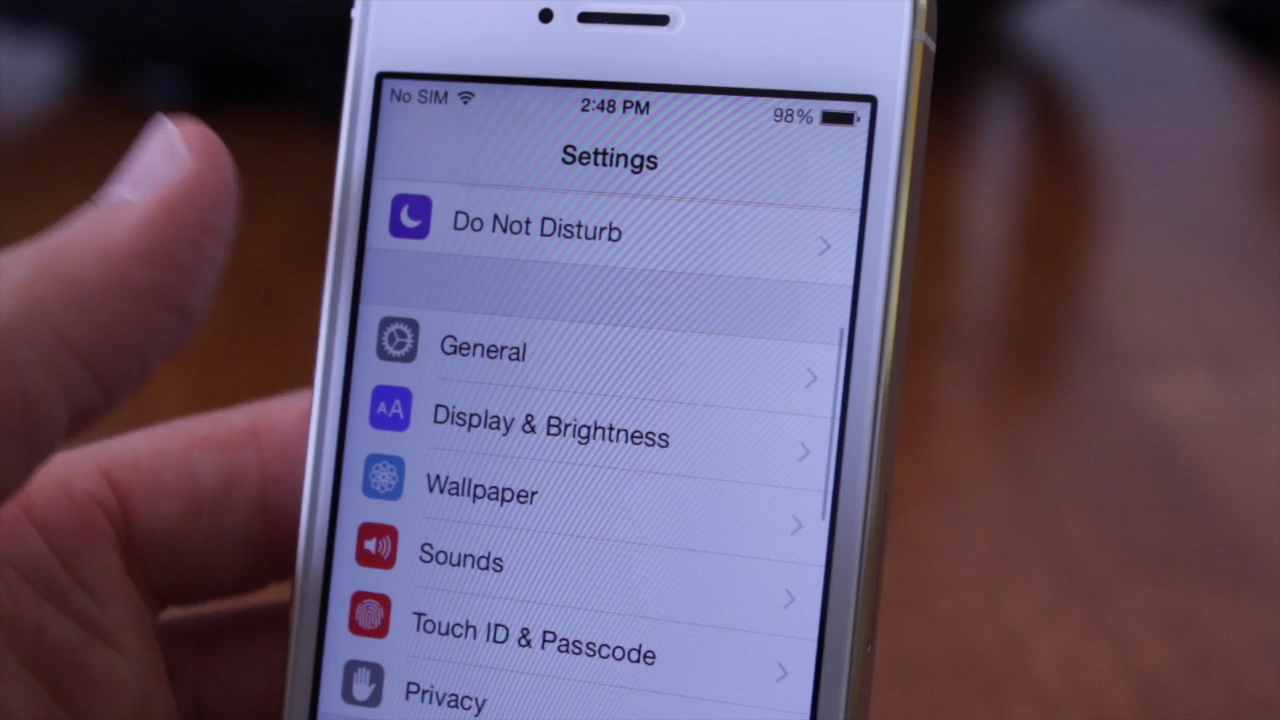 No SIM 2:48 PM 98%
Settings
Do Not Disturb
General
AA Display & Brightness
Wallpaper
Sounds
Touch ID & Passcode
Privacy